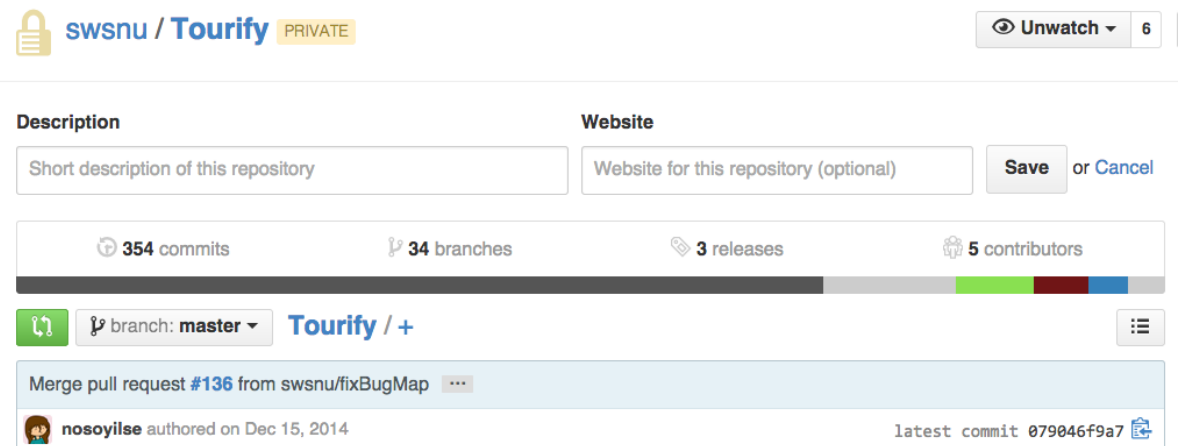 swsnu / Tourify PRIVATE Unwatch 6
Description Website
Short description of this repository Website for this repository (optional) Save or Cancel
354 commits 34 branches 3 releases 5 contributors
branch: master Tourify / +
Merge pull request #136 from swsnu/fixBugMap ...
nosoyilse authored on Dec 15, 2014 latest commit 079046f9a7